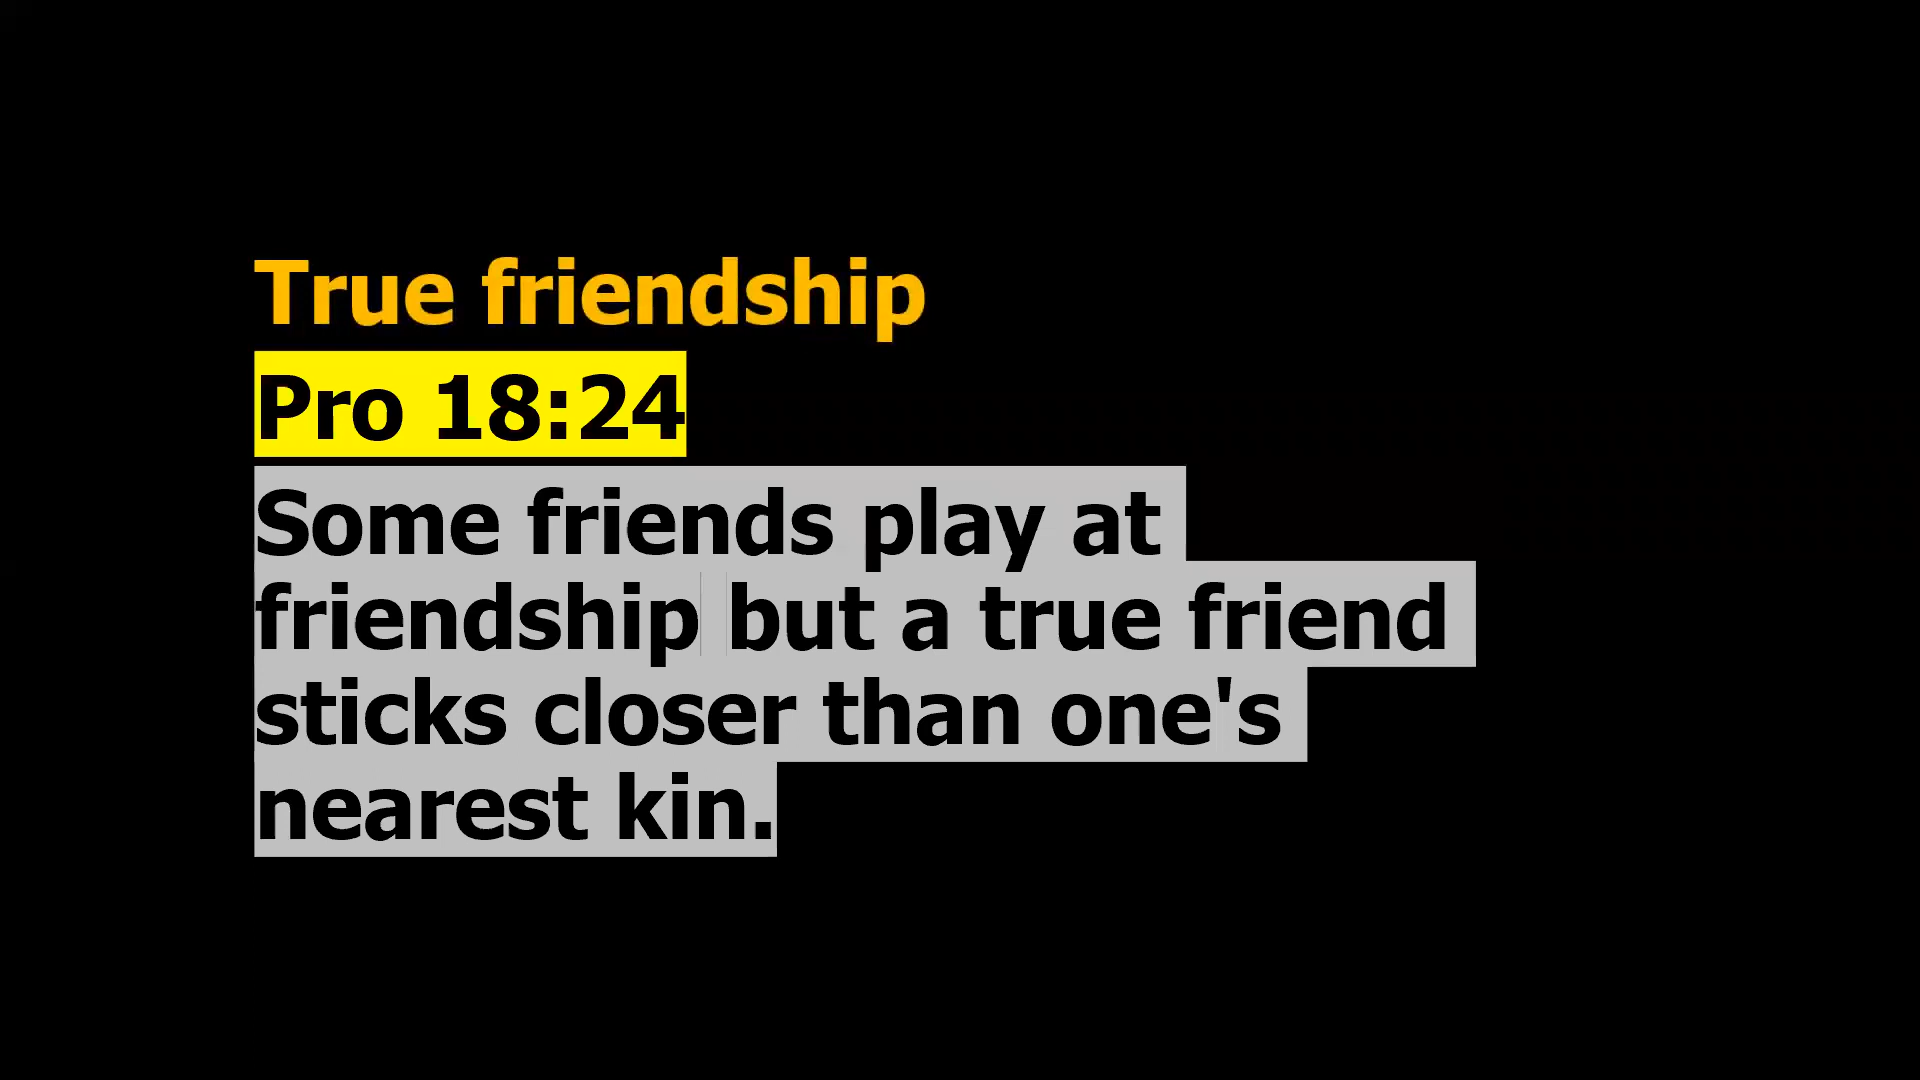 True friendship
Pro 18:24
Some friends play at
friendship but a true friend
sticks closer than one's
nearest kin.